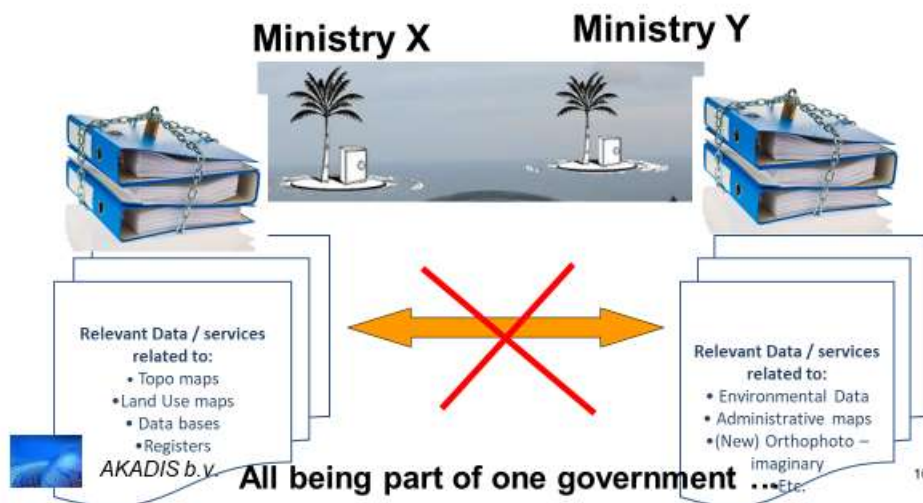 Ministry X
Ministry Y
Relevant Data / services
related to:
• Topo maps
•Land Use maps
• Data bases
•Registers
Relevant Data / services
related to:
• Environmental Data
• Administrative maps
•(New) Orthophoto –
imaginary
Etc.
AKADIS b.v.
All being part of one government ...